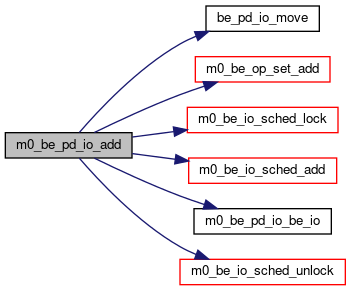 be_pd_io_move
m0_be_op_set_add
m0_be_io_sched_lock
m0_be_pd_io_add
m0_be_io_sched_add
m0_be_pd_io_be_io
m0_be_io_sched_unlock